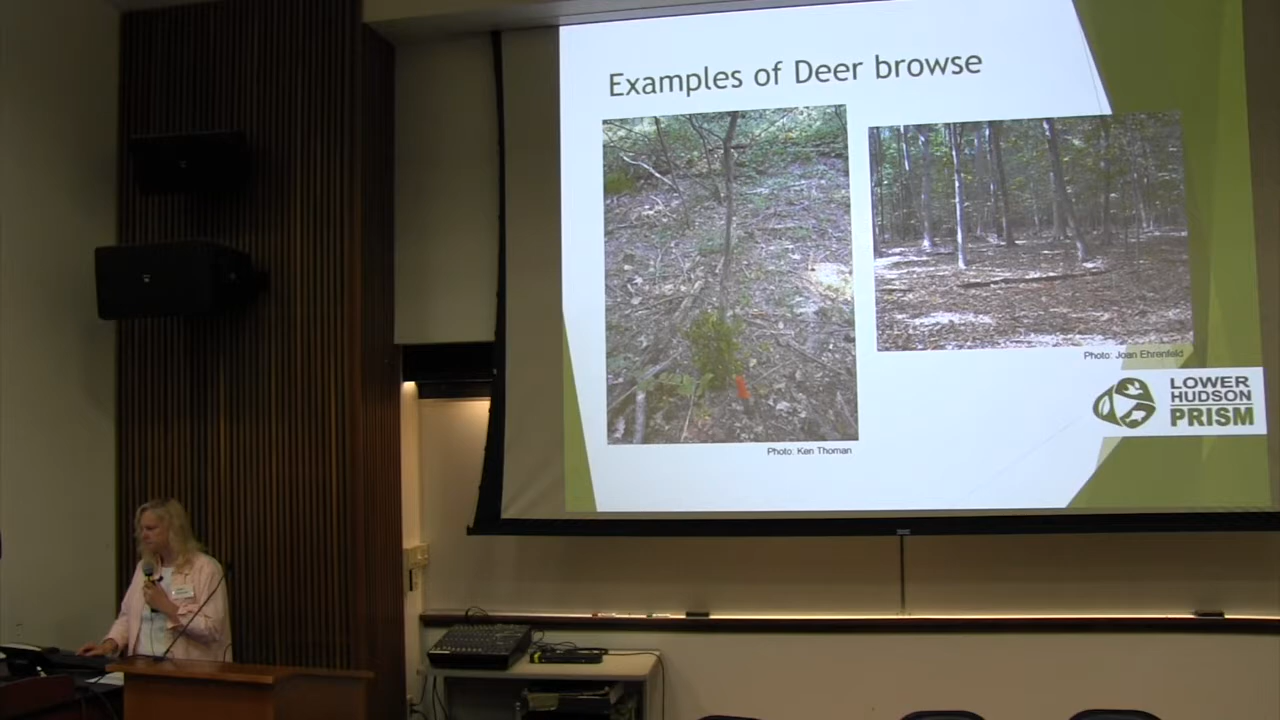 Examples of Deer browse
Photo: Ken Thoman
Photo: Joan Ehrenfeld
LOWER
HUDSON
PRISM